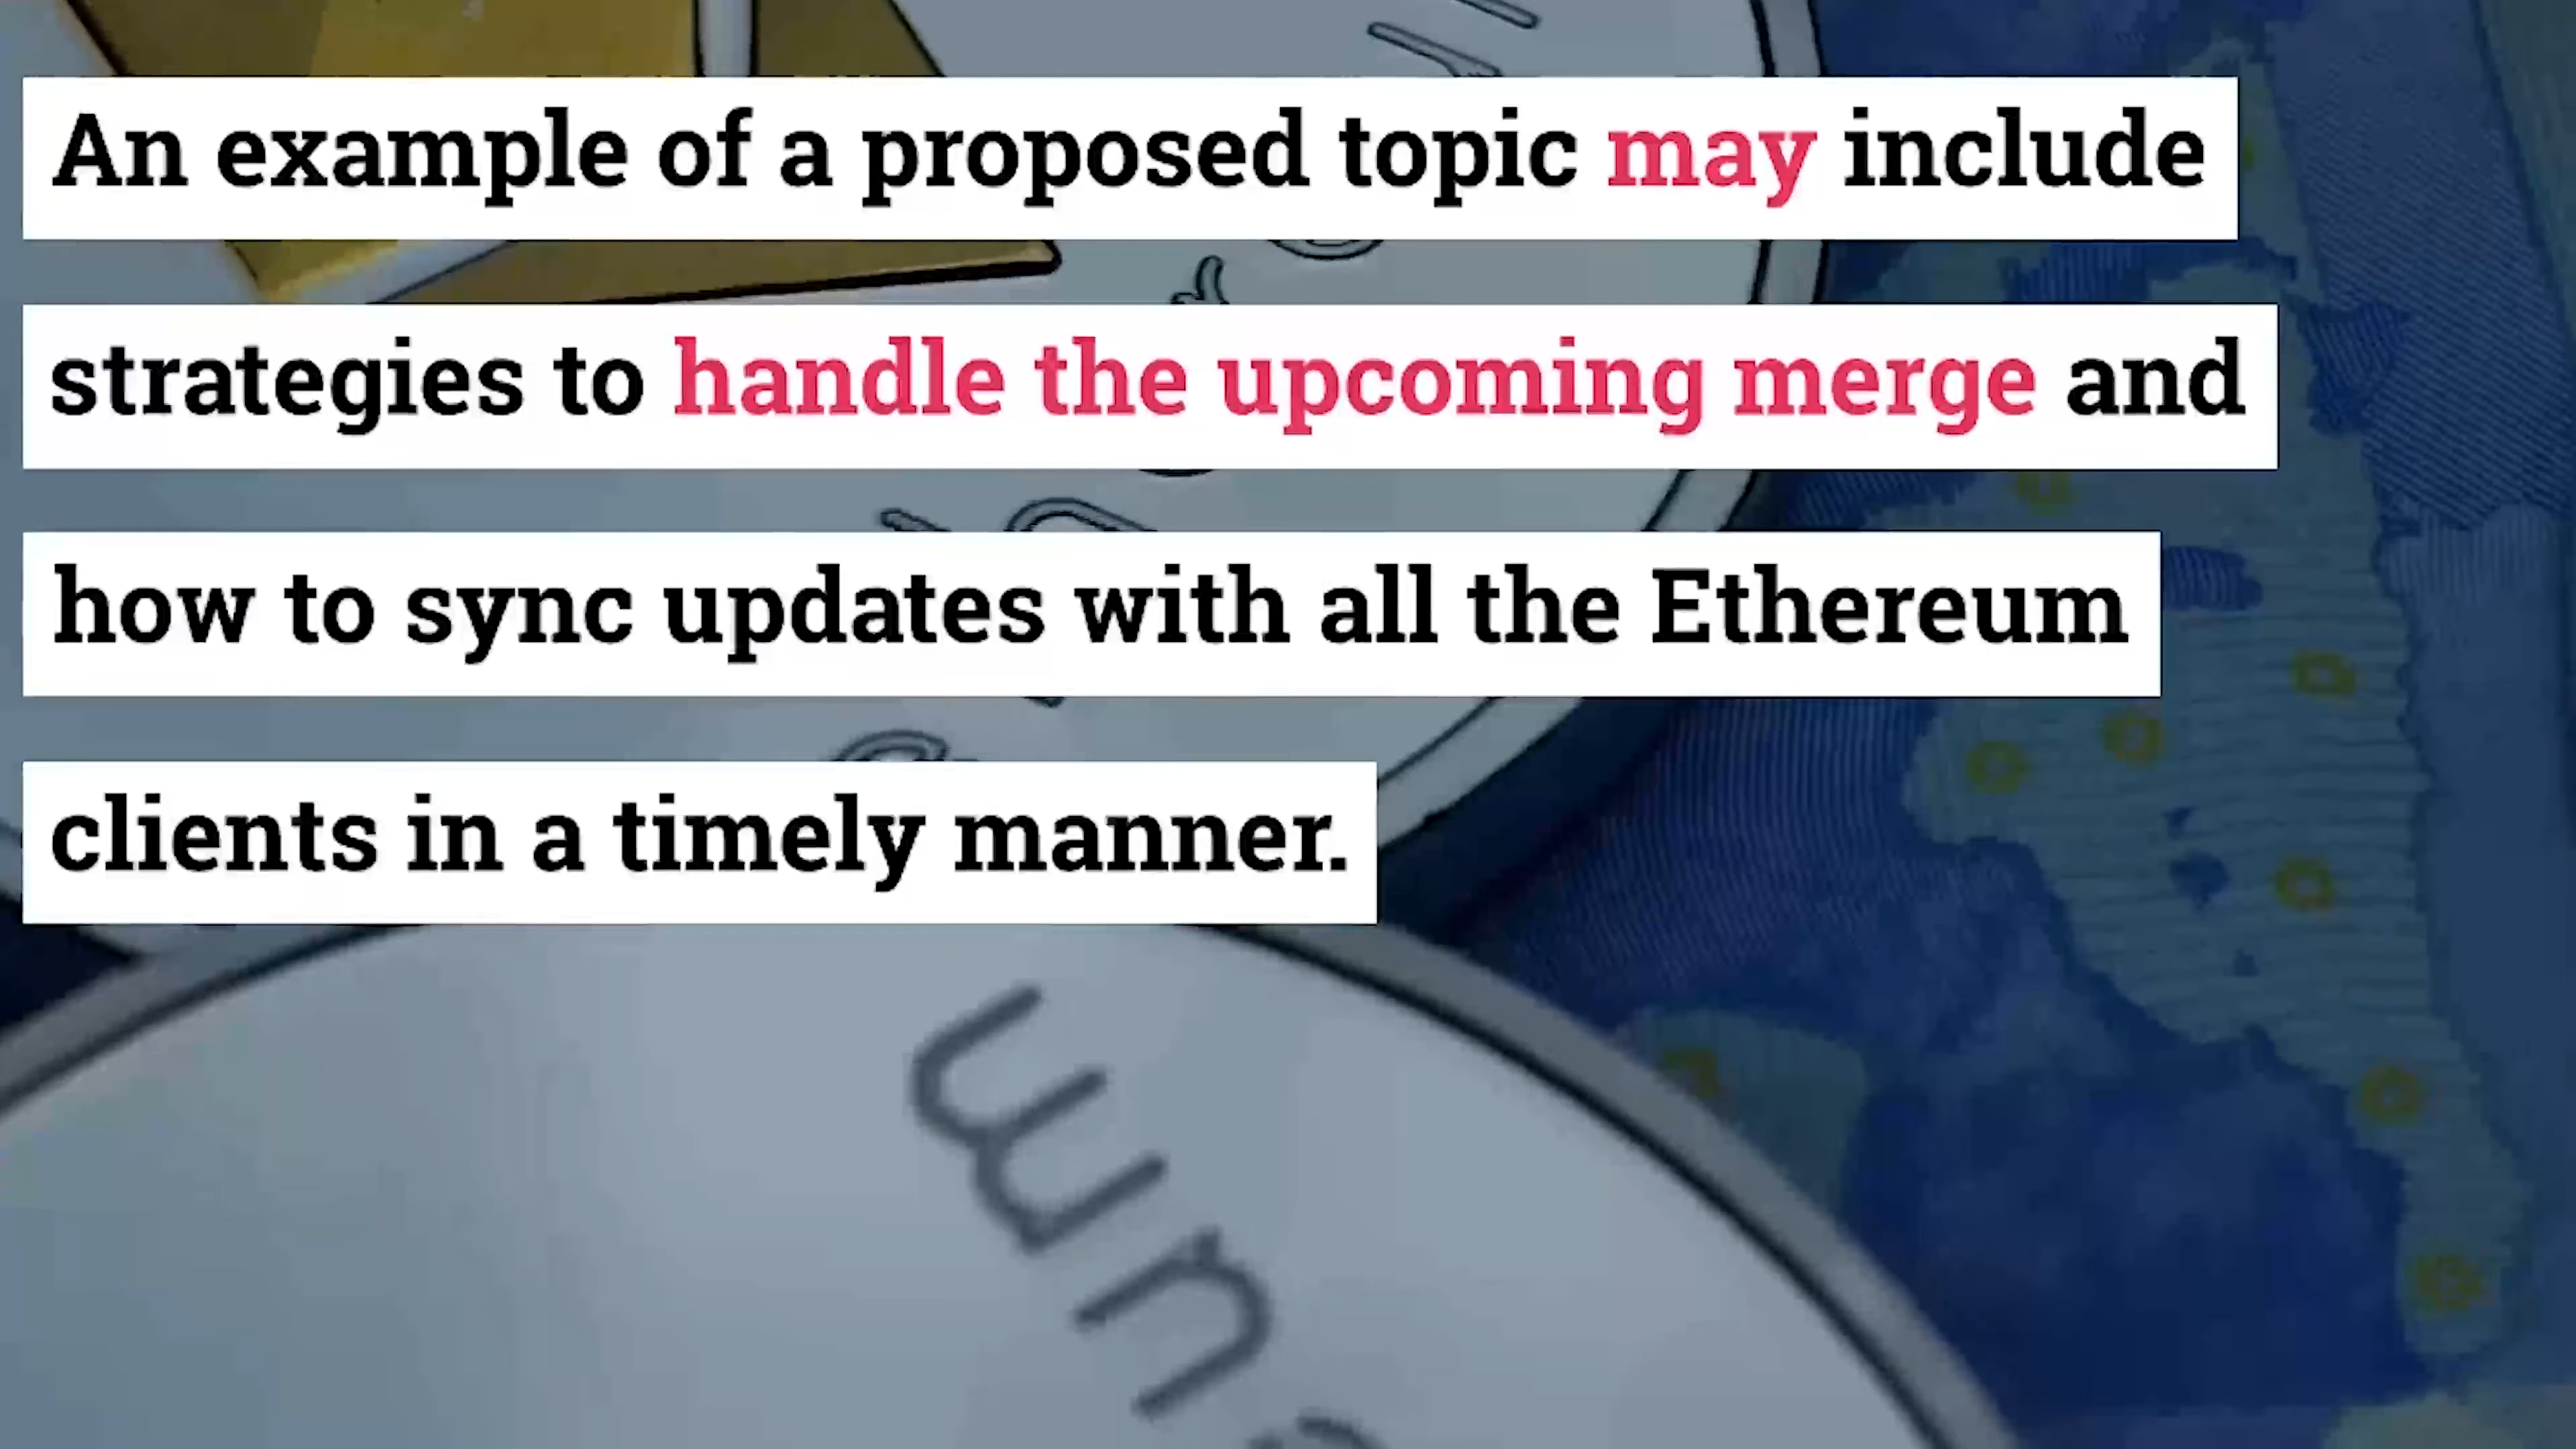 An example of a proposed topic may include
strategies to handle the upcoming merge and
how to sync updates with all the Ethereum
clients in a timely manner.